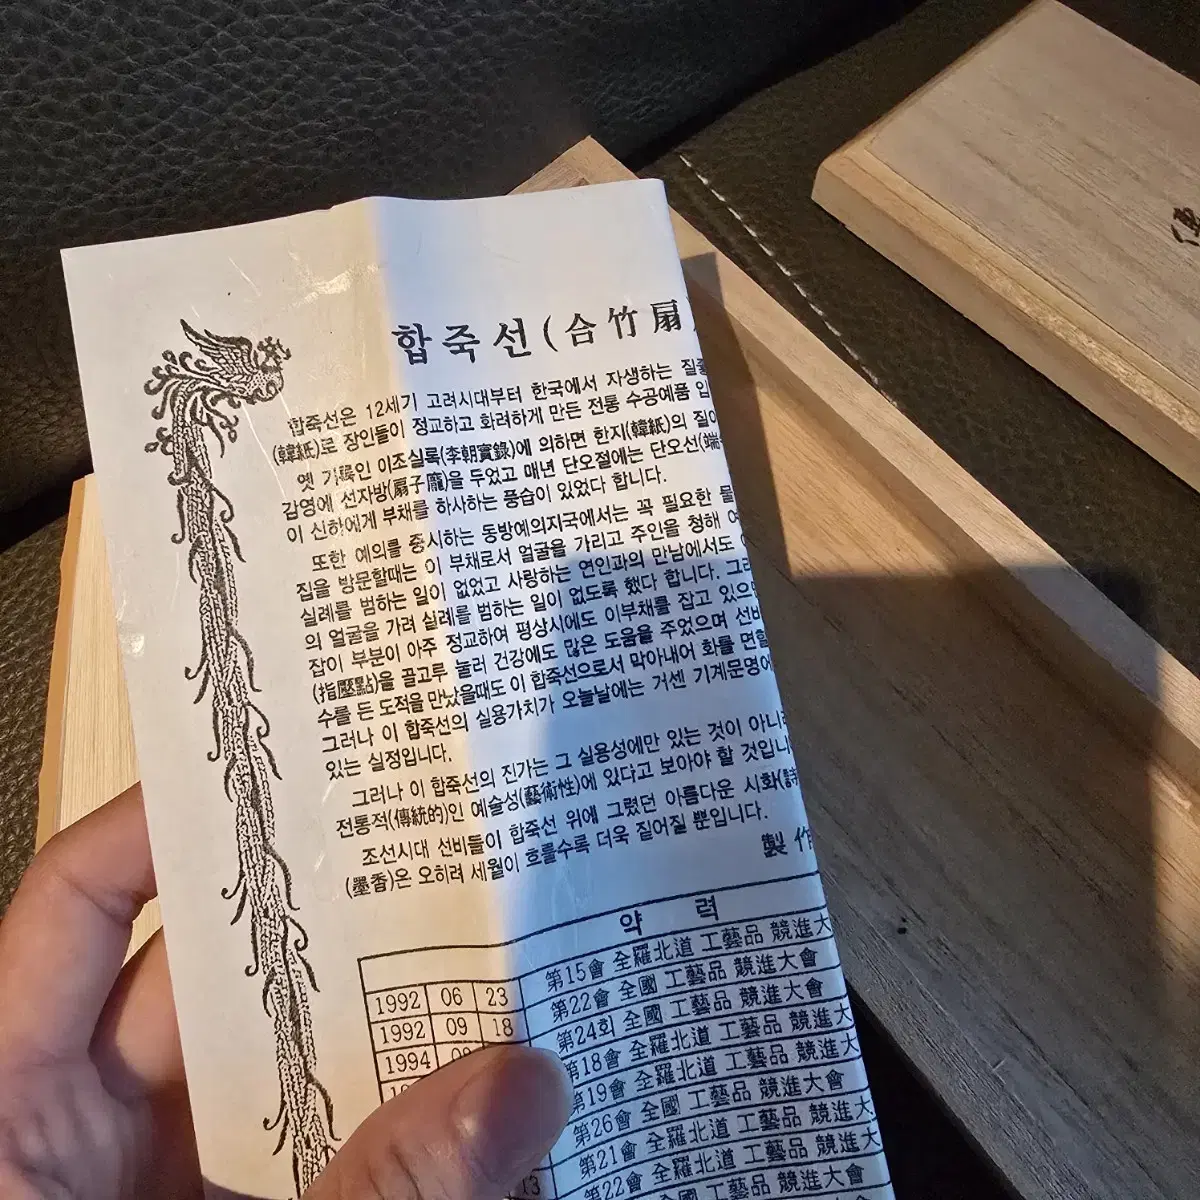 합죽선(合竹扇)
합죽선은 12세기 고려시대부터 한국에서 자생하는 질
(韓紙)로 장인들이 정교하고 화려하게 만든 전통 수공예품 입
옛 기록인 이조실록(李朝實錄)에 의하면 한지(韓紙)의 질이
감영에 선자방(扇子 을 두었고 매년 단오절에는 단오선(端
이 신하에게 부채를 하사하는 풍습이 있었다 합니다.
또한 예의를 중시하는 동방예의지국에서는 꼭 필요한 물
집을 방문할때는 이 부채로서 얼굴을 가리고 주인을 청해 예
실례를 범하는 일이 없었고 사랑하는 연인과의 만남에서도
의 얼굴을 가려 실례를 범하는 일이 없도록 했다 합니다. 그
잡이 부분이 아주 정교하여 평상시에도 이부채를 잡고 있으
(指壓點)을 골고루 눌러 건강에도 많은 도움을 주었으며 선비
수를 든 도적을 만났을때도 이 합죽선으로서 막아내어 화를 면할
그러나 이 합죽선의 실용가치가 오늘날에는 거센 기계문명에
있는 실정입니다.
그러나 이 합죽선의 진가는 그 실용성에만 있는 것이 아니
전통적(傳統的)인 예술성(藝術性)에 있다고 보아야 할 것입니
조선시대 선비들이 합죽선 위에 그렸던 아름다운 시화(詩
(墨香)은 오히려 세월이 흐를수록 더욱 짙어질 뿐입니다.
製作
약 력
1992 06 23 第15會 全羅北道 工藝品 競進大
1992 09 18 第22會 全國 工藝品 競進大會
1994 第24회 全國 工藝品 競進大會
第18會 全羅北道 工藝品 競進大
第19會 全羅北道 工藝品 競進大
第26會 全國 工藝品 競進大會
第21會 全羅北道 工藝品 競進大
13 第22會 全羅北道 工藝品 競進大
全國 工藝品 競進大會